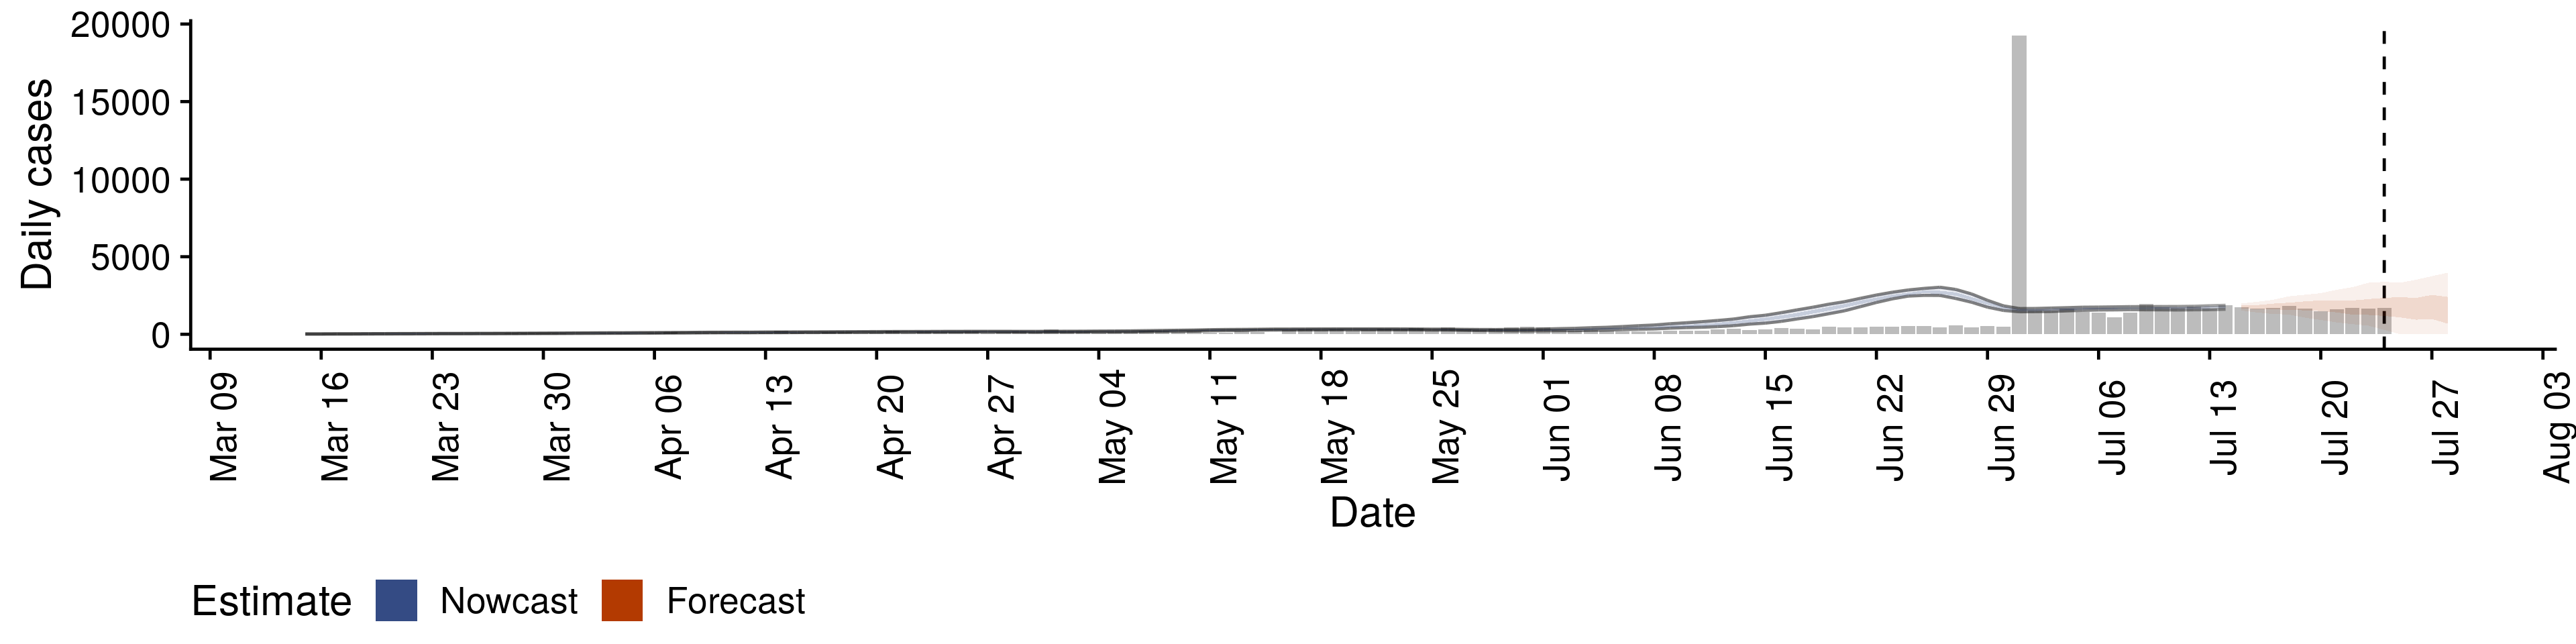 Daily cases
20000
15000
10000
5000
0
Mar 09
Mar 16
Mar 23
Mar 30
Apr 06
Apr 13
Apr 20
Apr 27
May 04
May 11
May 18
May 25
Jun 01
Jun 08
Jun 15
Jun 22
Jun 29
Jul 06
Jul 13
Jul 20
Jul 27
Aug 03
Date
Estimate Nowcast Forecast